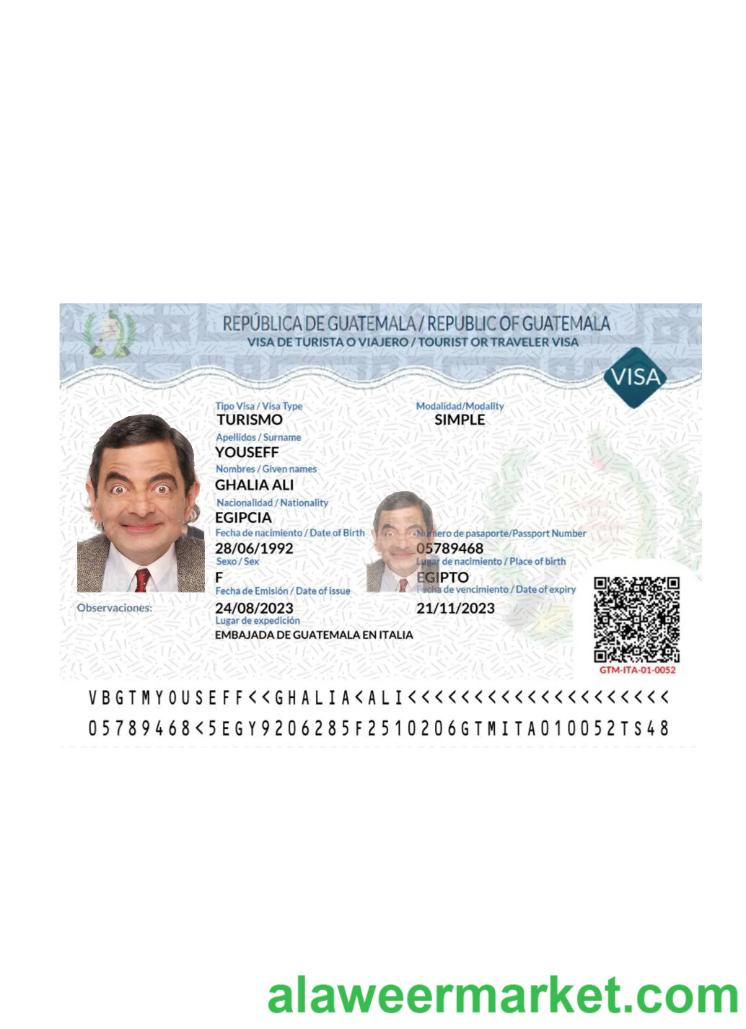 REPÚBLICA DE GUATEMALA / REPUBLIC OF GUATEMALA
VISA DE TURISTA O VIAJERO / TOURIST OR TRAVELER VISA
VISA
Tipo Visa / Visa Type
TURISMO
Modalidad/Modality
SIMPLE
Apellidos / Surname
YOUSEFF
Nombres / Given names
GHALIA ALI
Nacionalidad / Nationality
EGIPCIA
Fecha de nacimiento / Date of Birth
28/06/1992
Número de pasaporte/Passport Number
05789468
Sexo / Sex
F
Lugar de nacimiento / Place of birth
EGIPTO
Fecha de Emisión / Date of issue
24/08/2023
Fecha de vencimiento / Date of expiry
21/11/2023
Observaciones:
Lugar de expedición
EMBAJADA DE GUATEMALA EN ITALIA
GTM-ITA-01-0052
VBGTMYOUSEFF<<GHALIA<ALI<<<<<<<<<<<<<<<<<<<<
05789468<5EGY9206285F2510206GTMITA010052TS48
alaweermarket.com